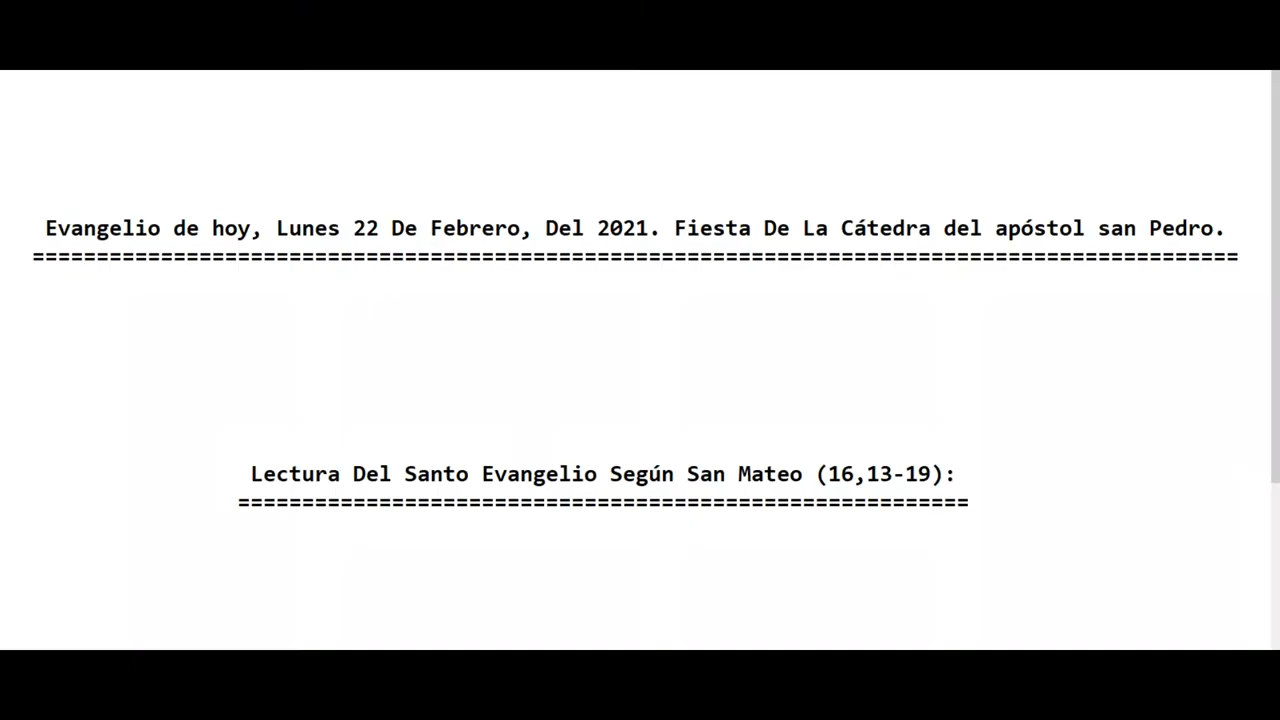 Evangelio de hoy, Lunes 22 De Febrero, Del 2021. Fiesta De La Cátedra del apóstol san Pedro.
==============================================================================================
Lectura Del Santo Evangelio Según San Mateo (16,13-19):
=========================================================